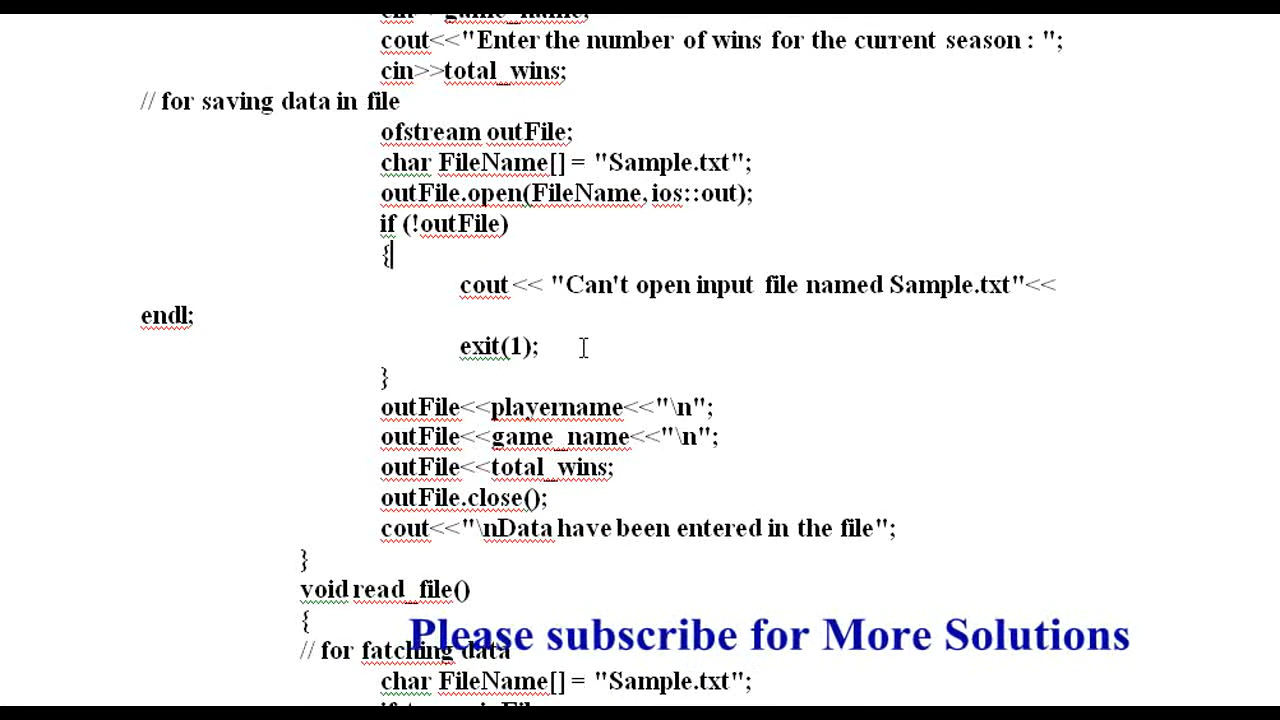 cin>>game_name;
cout<<"Enter the number of wins for the current season : ";
cin>>total_wins;
// for saving data in file
ofstream outFile;
char FileName[] = "Sample.txt";
outFile.open(FileName, ios::out);
if (!outFile)
{
cout<< "Can't open input file named Sample.txt"<<
endl;
exit(1);
}
outFile<<playername<<"\n";
outFile<<game_name<<"\n";
outFile<<total_wins;
outFile.close();
cout<<"\nData have been entered in the file";
}
void read_file()
{
Please subscribe for More Solutions
// for fatching data
char FileName[] = "Sample.txt";